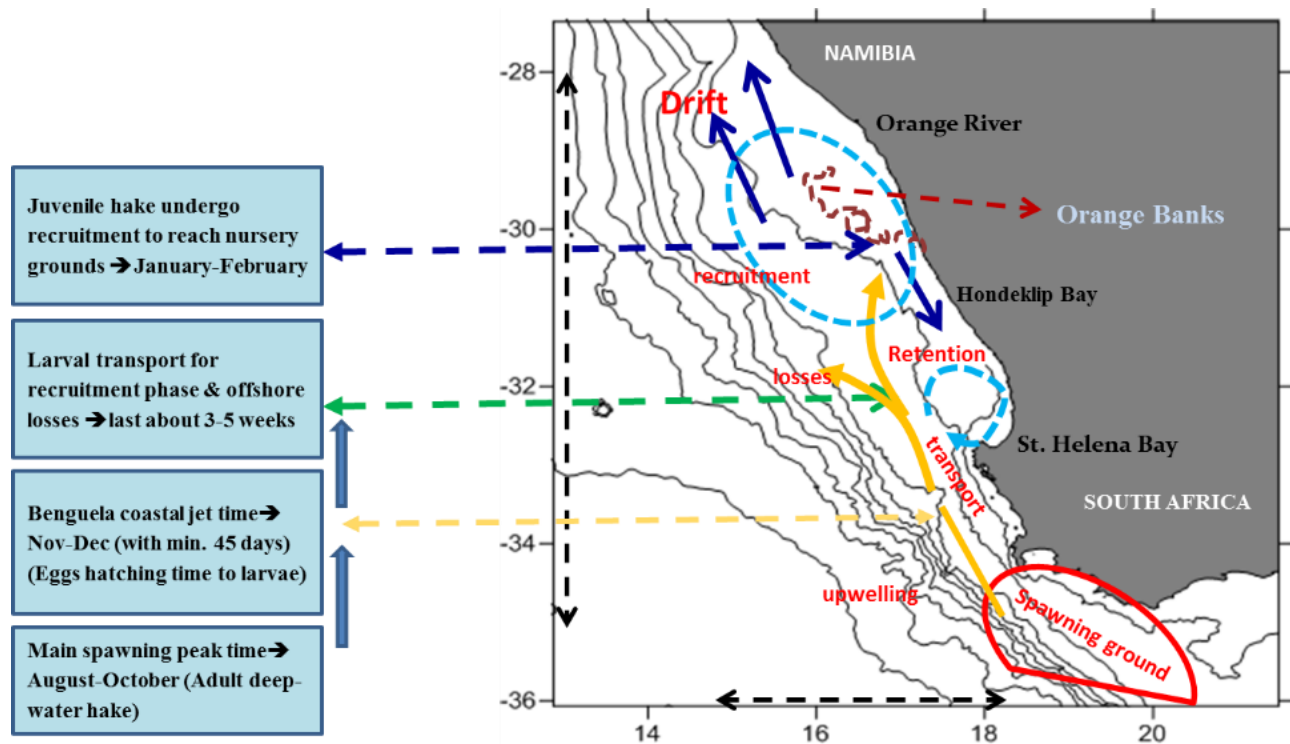 Juvenile hake undergo
recruitment to reach nursery
grounds ➔ January-February
Larval transport for
recruitment phase & offshore
losses ➔last about 3-5 weeks
Benguela coastal jet time➔
Nov-Dec (with min. 45 days)
(Eggs hatching time to larvae)
Main spawning peak time➔
August-October (Adult deep-
water hake)
NAMIBIA
-28
Drift
Orange River
Orange Banks
-30
recruitment
Hondeklip Bay
Retention
losses
-32
St. Helena Bay
transport
SOUTH AFRICA
-34
upwelling
Spawning ground
-36
14
16
18
20